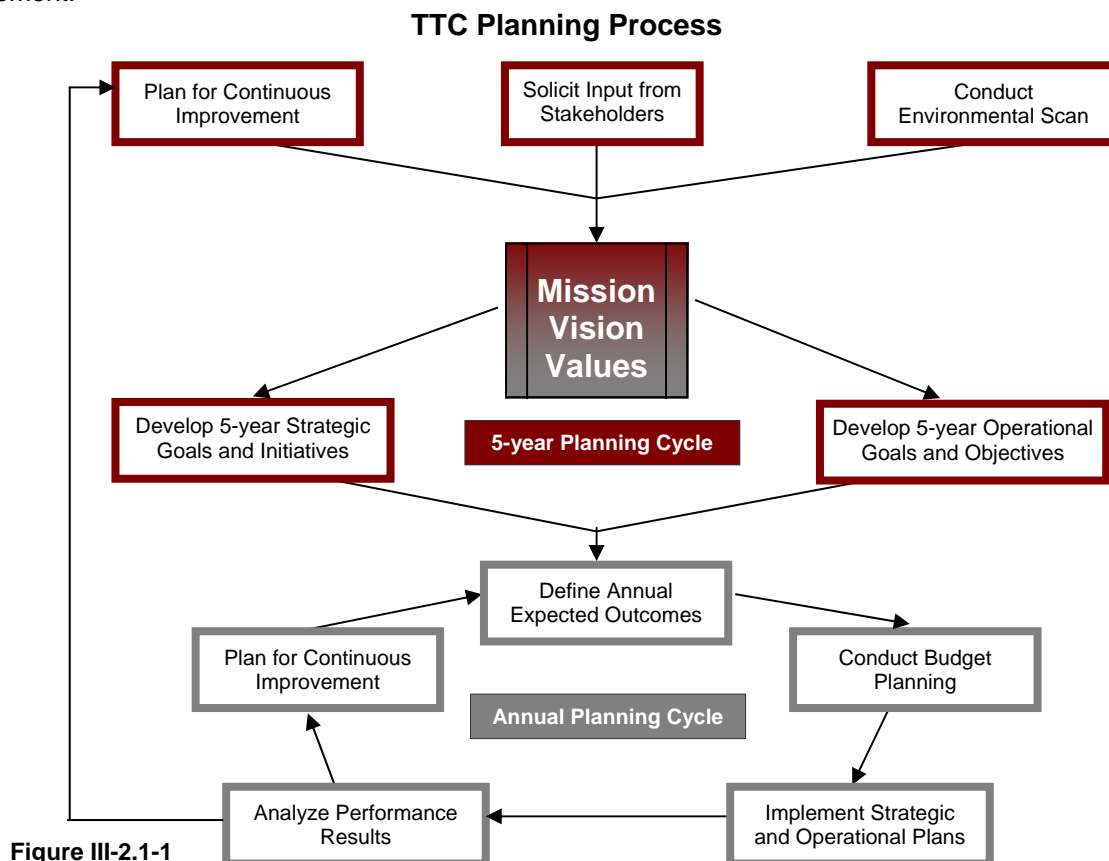 TTC Planning Process
Plan for Continuous
Improvement
Solicit Input from
Stakeholders
Conduct
Environmental Scan
Mission
Vision
Values
Develop 5-year Strategic
Goals and Initiatives
5-year Planning Cycle
Develop 5-year Operational
Goals and Objectives
Define Annual
Expected Outcomes
Plan for Continuous
Improvement
Conduct Budget
Planning
Annual Planning Cycle
Analyze Performance
Results
Implement Strategic
and Operational Plans
Figure III-2.1-1